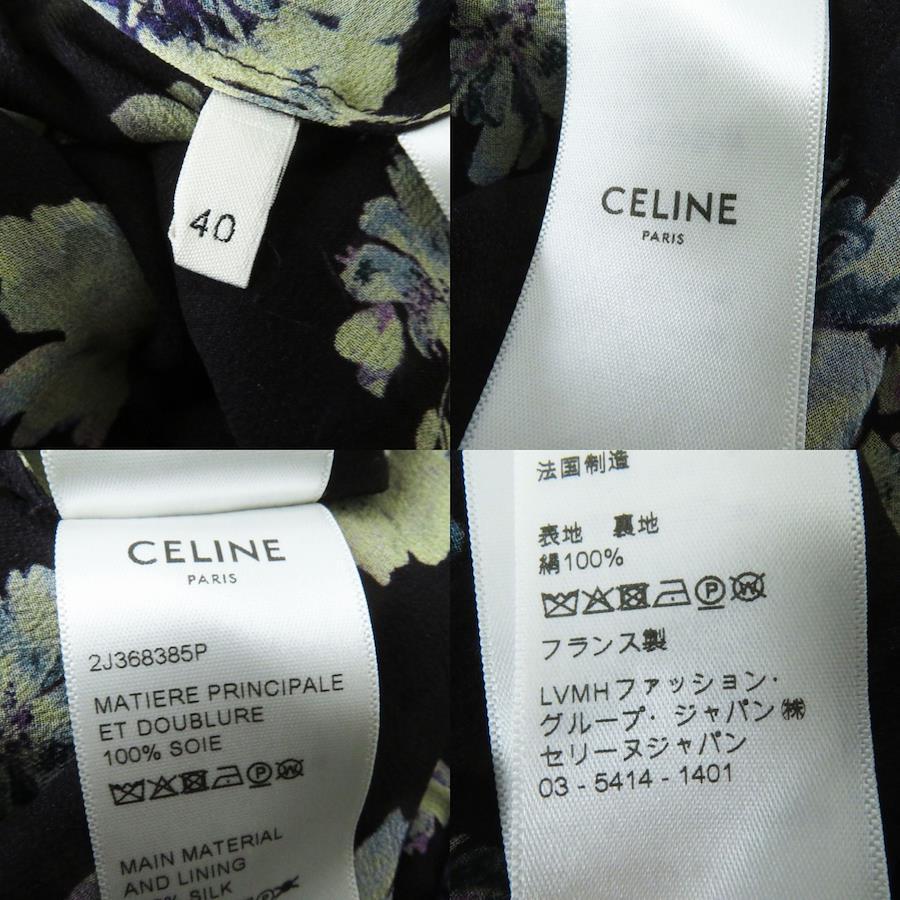 40
CELINE
PARIS
CELINE
PARIS
2J368385P
MATIERE PRINCIPALE
ET DOUBLURE
100% SOIE
MAIN MATERIAL
AND LINING
100% SILK
法国制造
表地 裏地
絹100%
フランス製
LVMHファッション・
グループ・ジャパン㈱
セリーヌジャパン
03-5414-1401